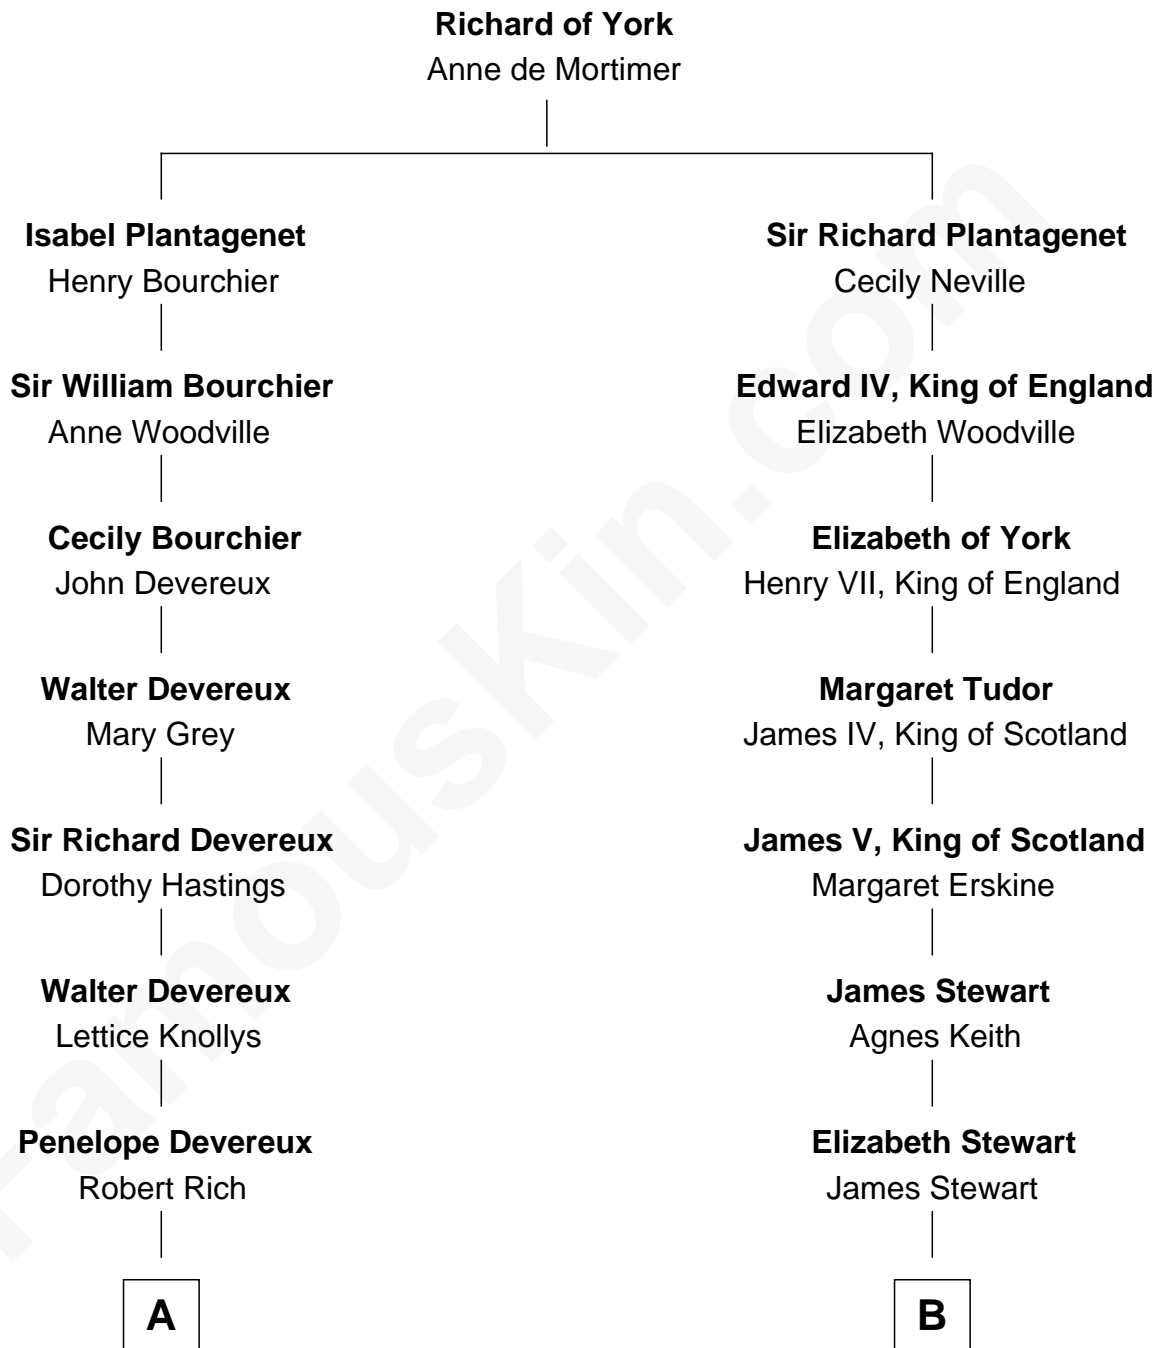 Richard of York
Anne de Mortimer
Isabel Plantagenet
Henry Bourchier
Sir William Bourchier
Anne Woodville
Cecily Bourchier
John Devereux
Walter Devereux
Mary Grey
Sir Richard Devereux
Dorothy Hastings
Walter Devereux
Lettice Knollys
Penelope Devereux
Robert Rich
A
Sir Richard Plantagenet
Cecily Neville
Edward IV, King of England
Elizabeth Woodville
Elizabeth of York
Henry VII, King of England
Margaret Tudor
James IV, King of Scotland
James V, King of Scotland
Margaret Erskine
James Stewart
Agnes Keith
Elizabeth Stewart
James Stewart
B
FamousKin.com